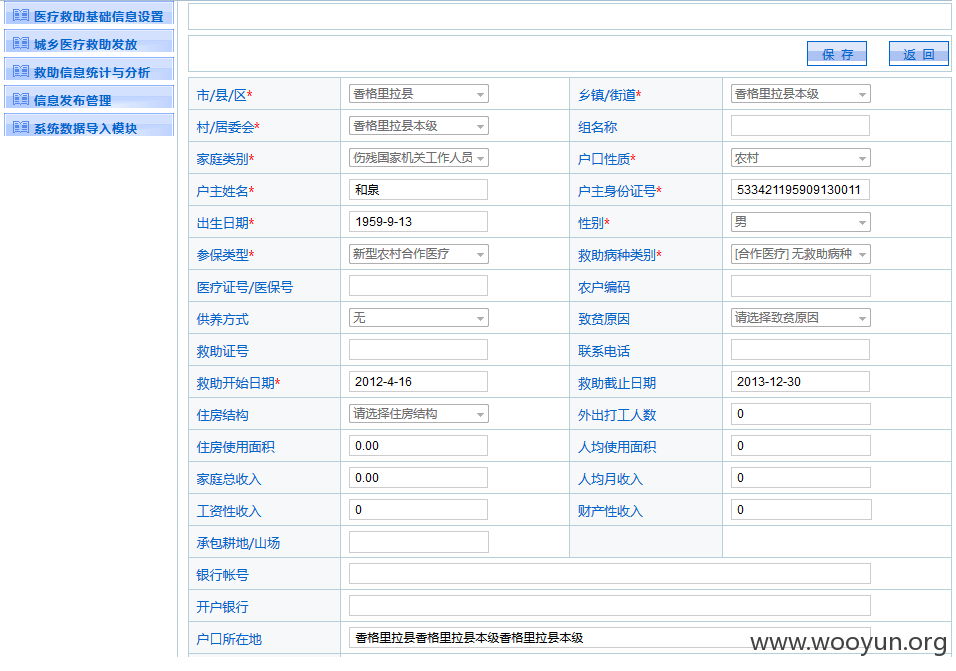 医疗救助基础信息设置
城乡医疗救助发放
救助信息统计与分析
信息发布管理
系统数据导入模块
保 存 返 回
市/县/区* 香格里拉县 乡镇/街道* 香格里拉县本级
村/居委会* 香格里拉县本级 组名称
家庭类别* 伤残国家机关工作人员 户口性质* 农村
户主姓名* 和泉 户主身份证号* 533421195909130011
出生日期* 1959-9-13 性别* 男
参保类型* 新型农村合作医疗 救助病种类别* [合作医疗] 无救助病种
医疗证号/医保号 农户编码
供养方式 无 致贫原因 请选择致贫原因
救助证号 联系电话
救助开始日期* 2012-4-16 救助截止日期 2013-12-30
住房结构 请选择住房结构 外出打工人数 0
住房使用面积 0.00 人均使用面积 0
家庭总收入 0.00 人均月收入 0
工资性收入 0 财产性收入 0
承包耕地/山场
银行帐号
开户银行
户口所在地 香格里拉县香格里拉县本级香格里拉县本级
www.wooyun.org